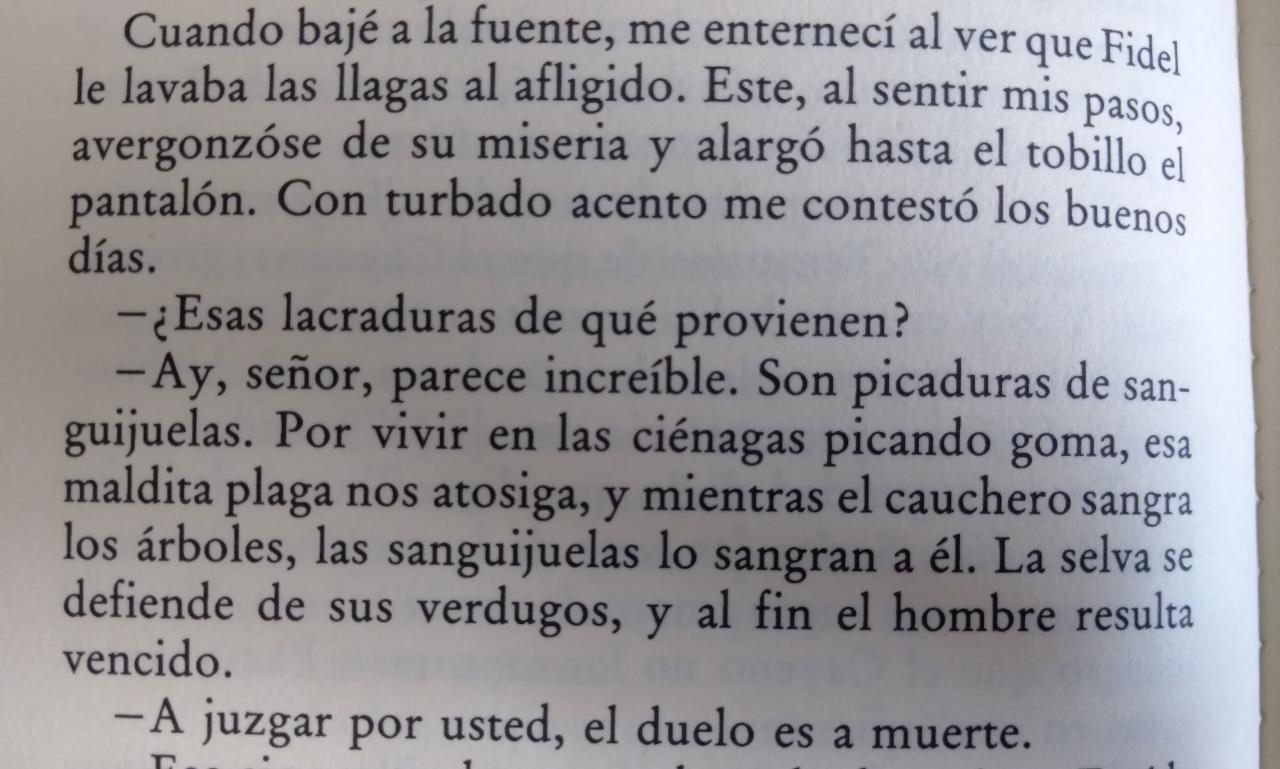 Cuando bajé a la fuente, me enternecí al ver que Fidel
le lavaba las llagas al afligido. Este, al sentir mis pasos,
avergonzóse de su miseria y alargó hasta el tobillo el
pantalón. Con turbado acento me contestó los buenos
días.
—¿Esas lacraduras de qué provienen?
—Ay, señor, parece increíble. Son picaduras de san-
guijuelas. Por vivir en las ciénagas picando goma, esa
maldita plaga nos atosiga, y mientras el cauchero sangra
los árboles, las sanguijuelas lo sangran a él. La selva se
defiende de sus verdugos, y al fin el hombre resulta
vencido.
—A juzgar por usted, el duelo es a muerte.